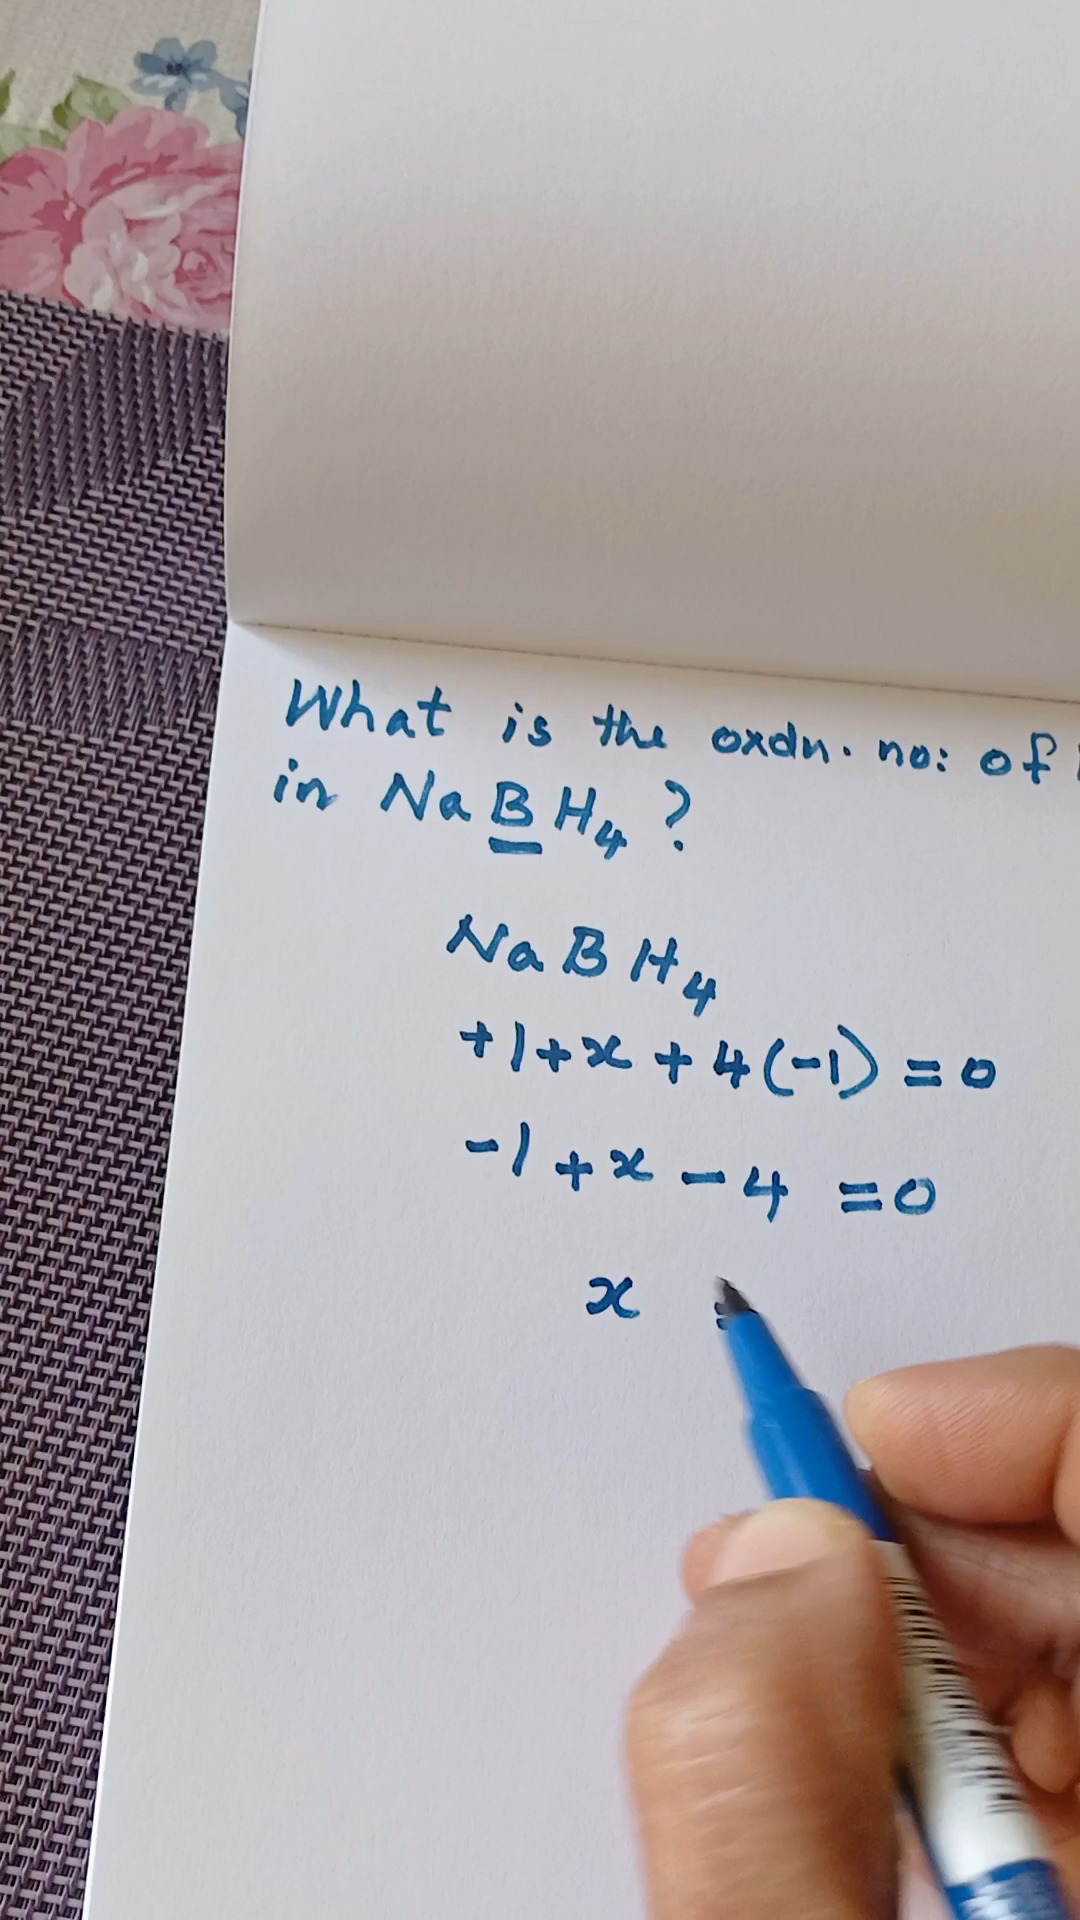 What is the oxdn. no: of
in NaBH₄ ?
NaBH₄
+1+x+4(-1)=0
-1+x-4=0
x =